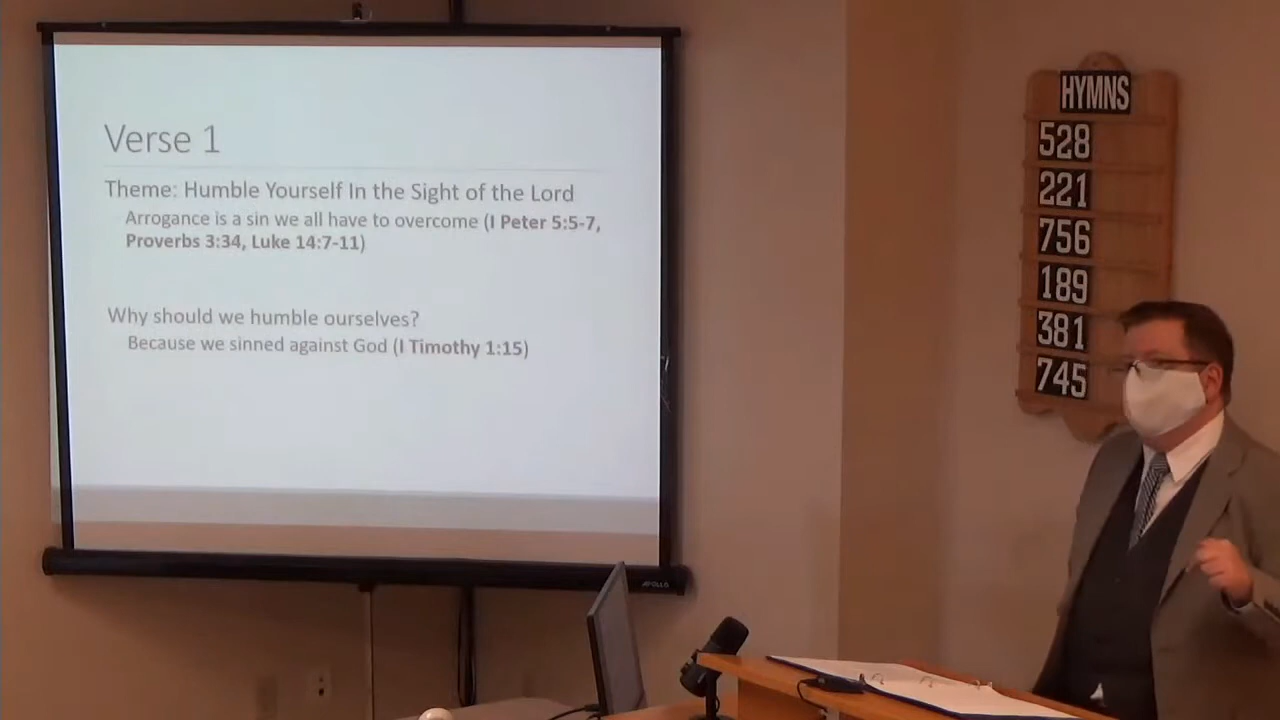 Verse 1
Theme: Humble Yourself In the Sight of the Lord
Arrogance is a sin we all have to overcome (I Peter 5:5-7,
Proverbs 3:34, Luke 14:7-11)
Why should we humble ourselves?
Because we sinned against God (I Timothy 1:15)
APOLLO
HYMNS
528
221
756
189
381
745